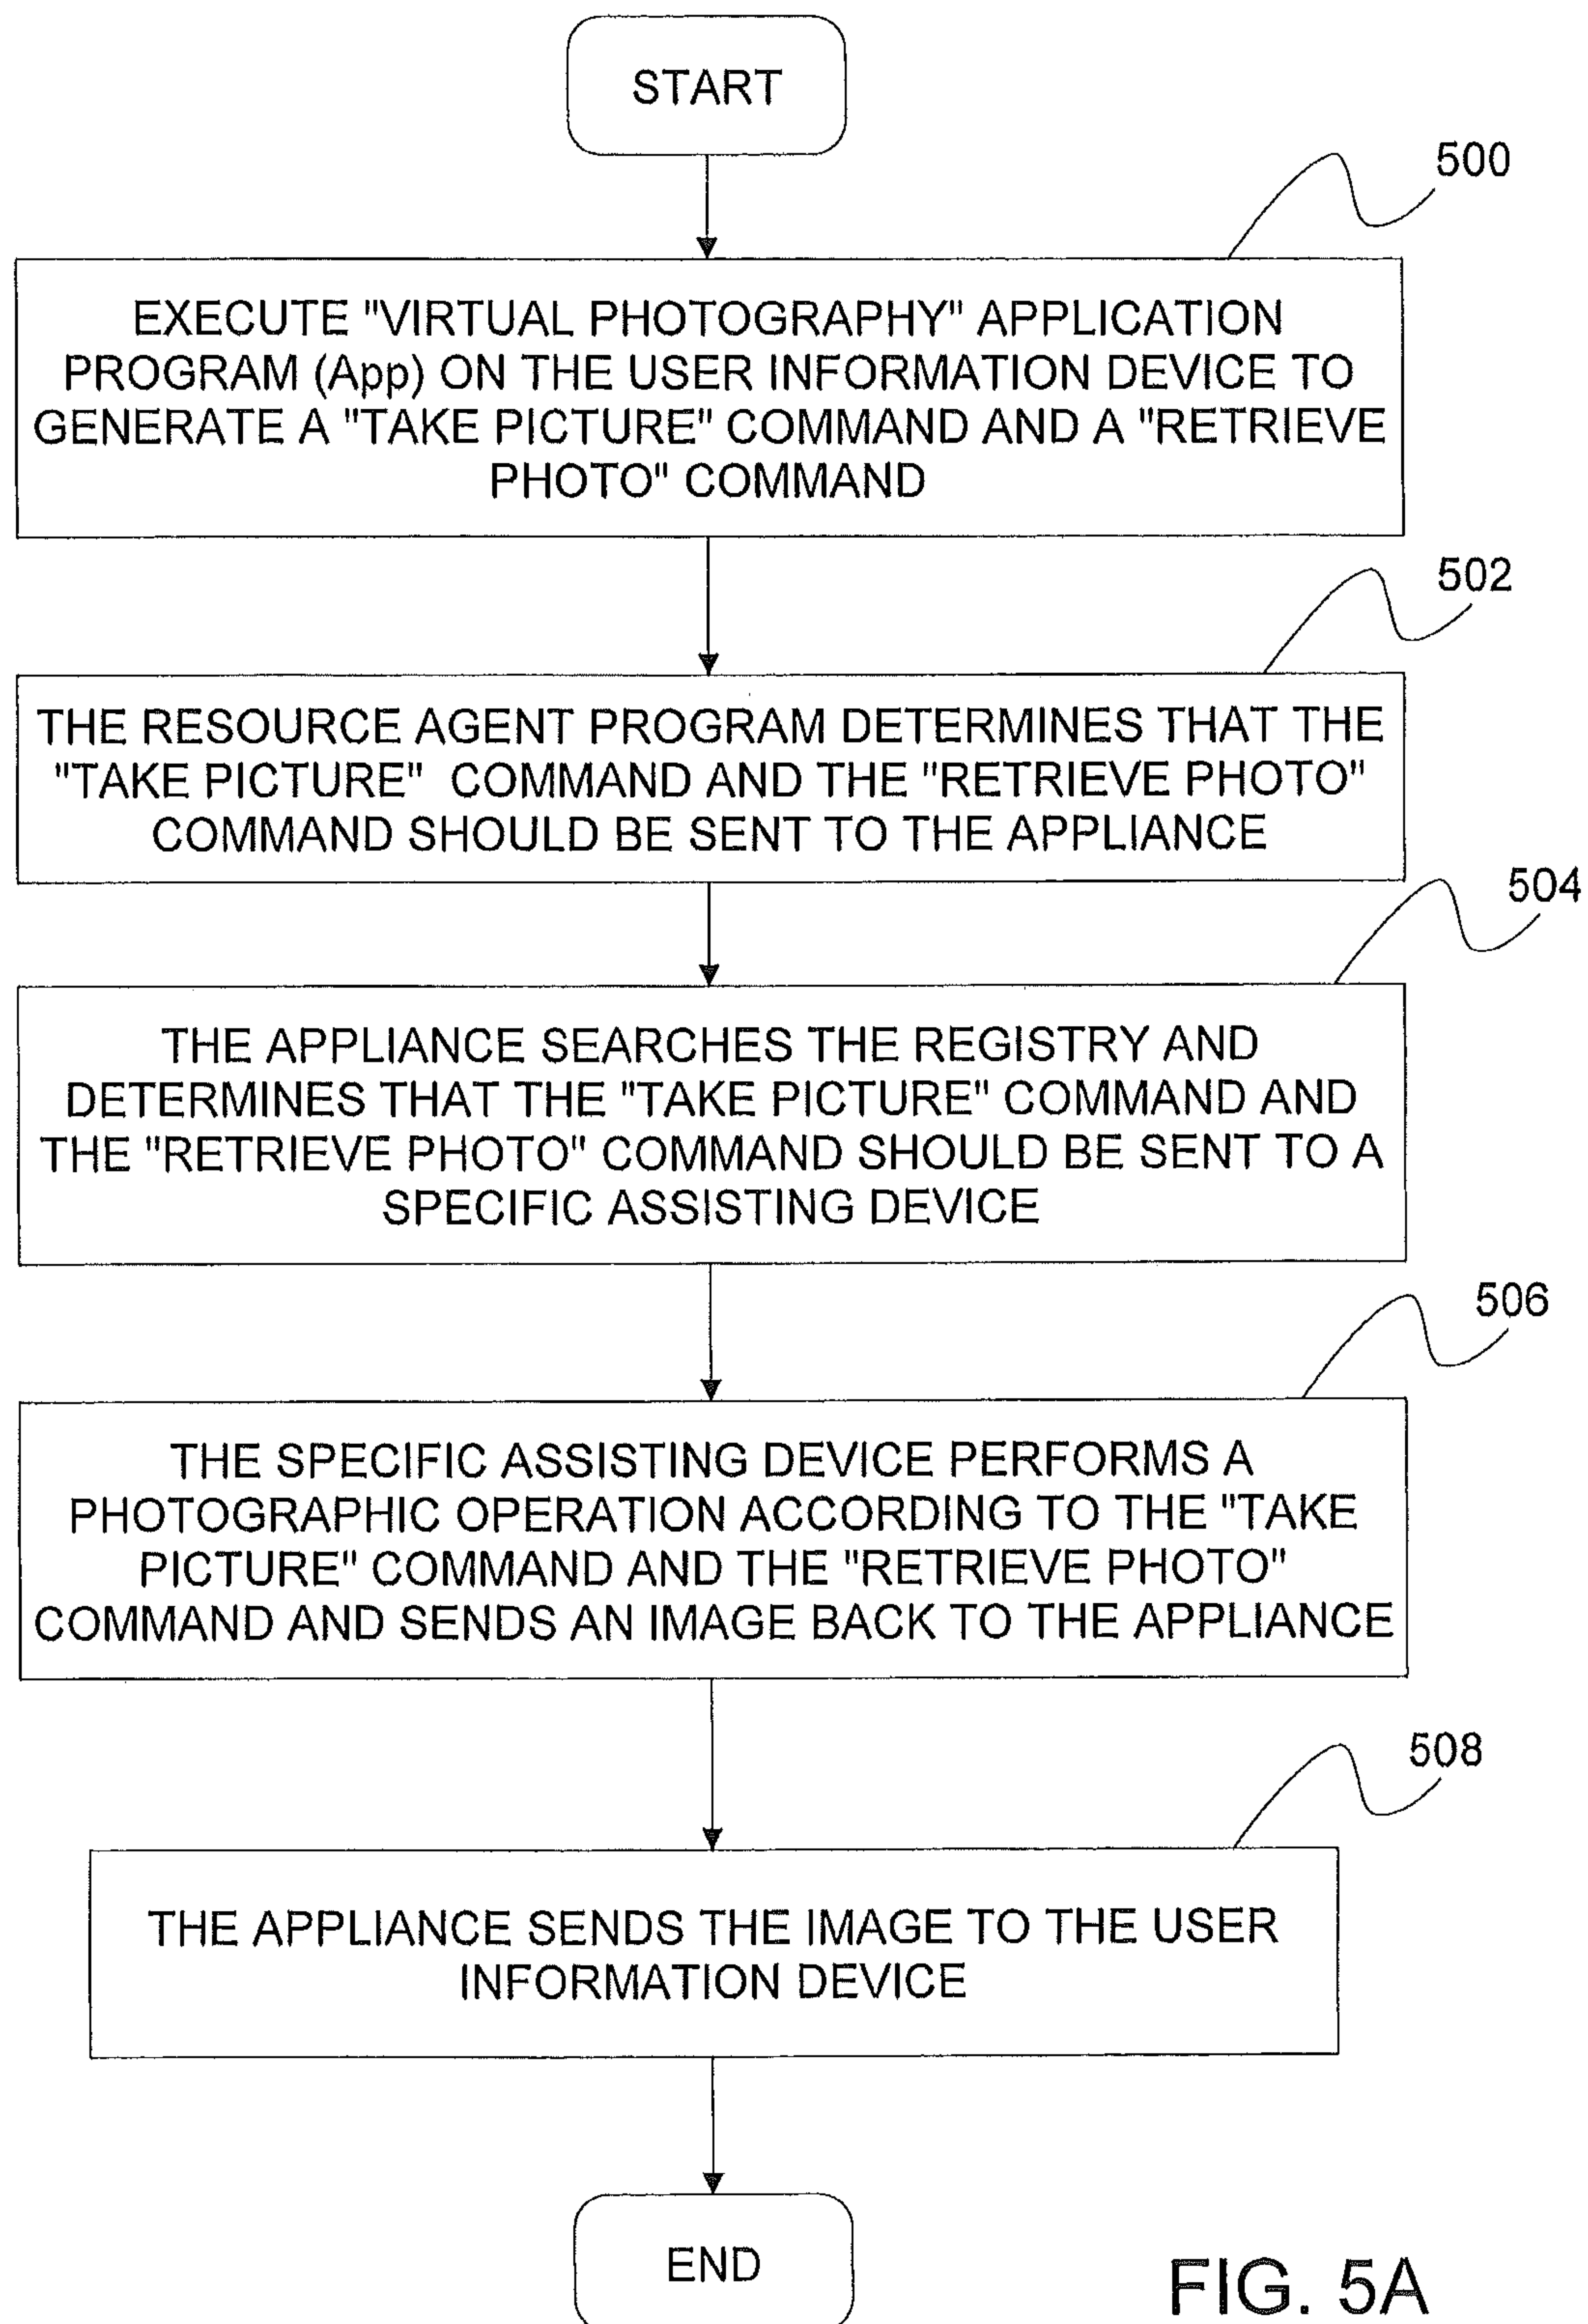 START
500
EXECUTE "VIRTUAL PHOTOGRAPHY" APPLICATION
PROGRAM (App) ON THE USER INFORMATION DEVICE TO
GENERATE A "TAKE PICTURE" COMMAND AND A "RETRIEVE
PHOTO" COMMAND
502
THE RESOURCE AGENT PROGRAM DETERMINES THAT THE
"TAKE PICTURE" COMMAND AND THE "RETRIEVE PHOTO"
COMMAND SHOULD BE SENT TO THE APPLIANCE
504
THE APPLIANCE SEARCHES THE REGISTRY AND
DETERMINES THAT THE "TAKE PICTURE" COMMAND AND
THE "RETRIEVE PHOTO" COMMAND SHOULD BE SENT TO A
SPECIFIC ASSISTING DEVICE
506
THE SPECIFIC ASSISTING DEVICE PERFORMS A
PHOTOGRAPHIC OPERATION ACCORDING TO THE "TAKE
PICTURE" COMMAND AND THE "RETRIEVE PHOTO"
COMMAND AND SENDS AN IMAGE BACK TO THE APPLIANCE
508
THE APPLIANCE SENDS THE IMAGE TO THE USER
INFORMATION DEVICE
END
FIG. 5A